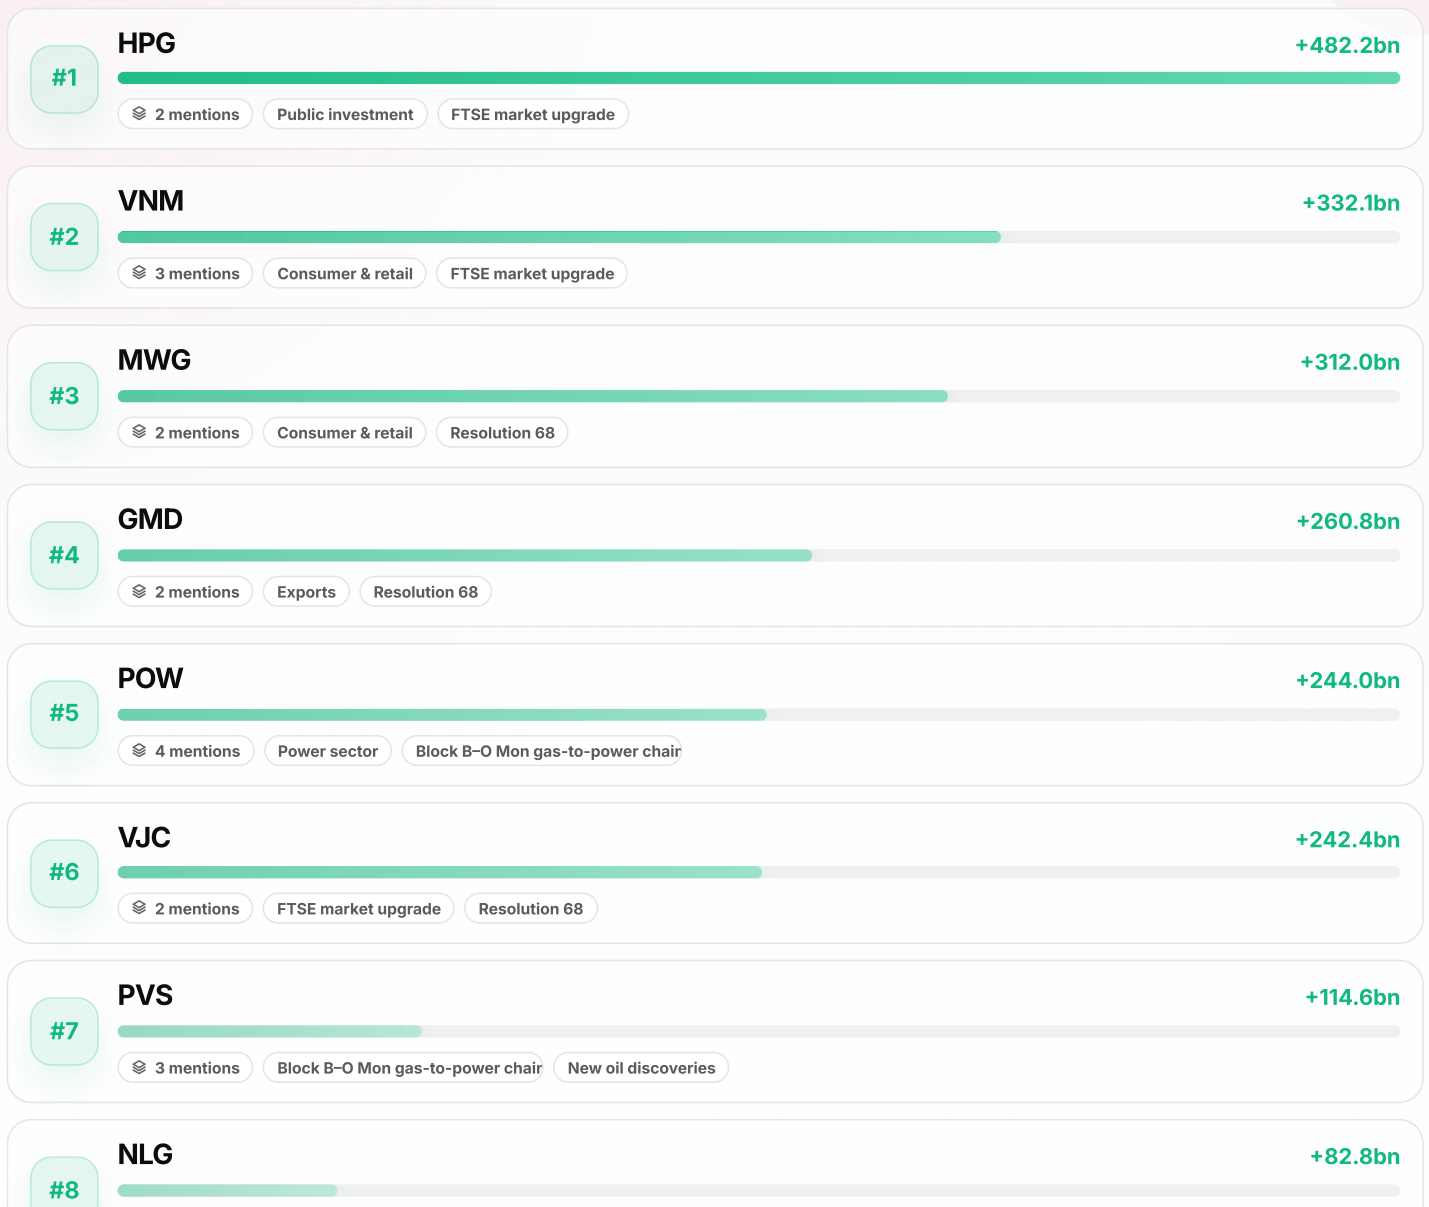 HPG
+482.2bn
#1
2 mentions Public investment FTSE market upgrade
VNM
+332.1bn
#2
3 mentions Consumer & retail FTSE market upgrade
MWG
+312.0bn
#3
2 mentions Consumer & retail Resolution 68
GMD
+260.8bn
#4
2 mentions Exports Resolution 68
POW
+244.0bn
#5
4 mentions Power sector Block B–O Mon gas-to-power chain
VJC
+242.4bn
#6
2 mentions FTSE market upgrade Resolution 68
PVS
+114.6bn
#7
3 mentions Block B–O Mon gas-to-power chain New oil discoveries
NLG
+82.8bn
#8